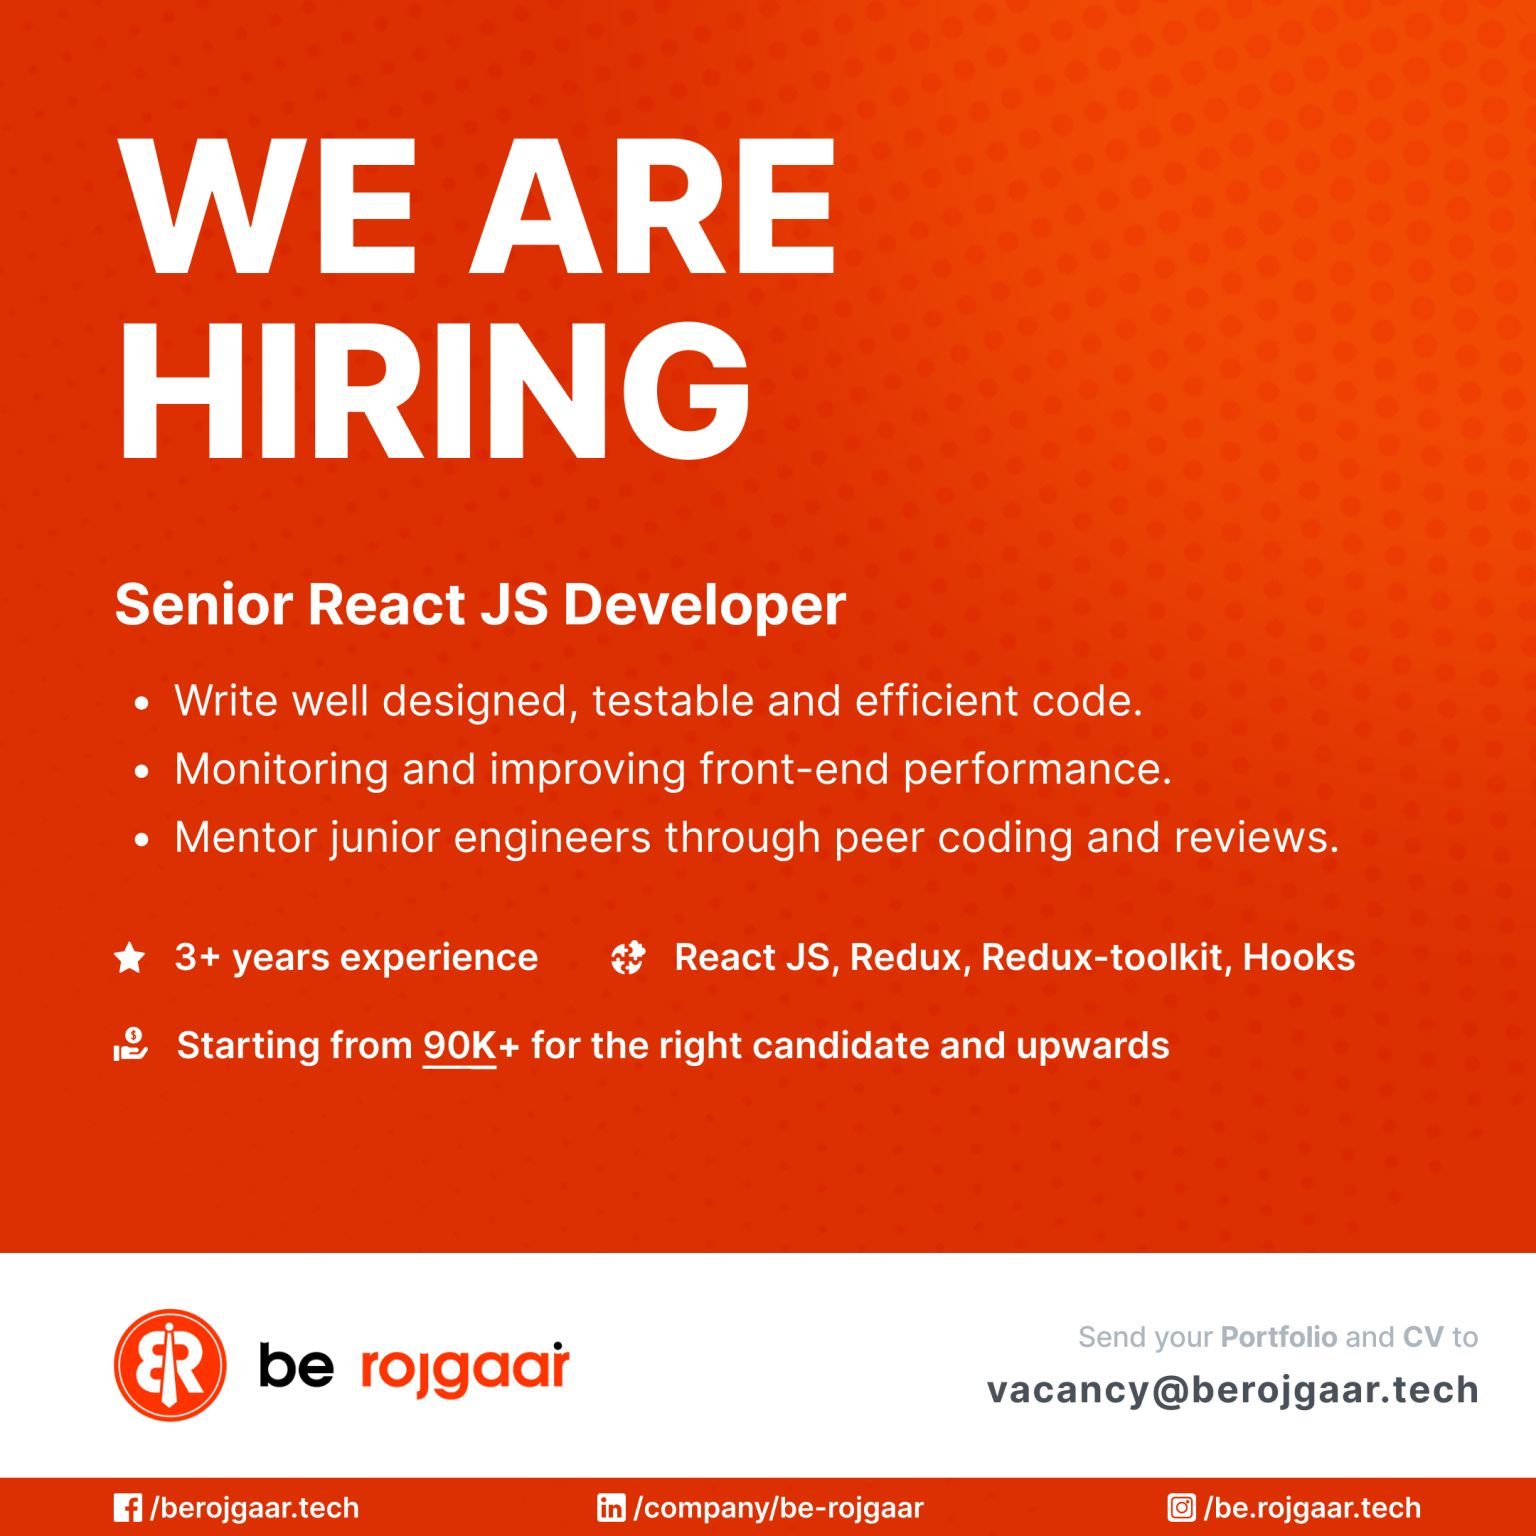 WE ARE
HIRING
Senior React JS Developer
• Write well designed, testable and efficient code.
• Monitoring and improving front-end performance.
• Mentor junior engineers through peer coding and reviews.
3+ years experience
React JS, Redux, Redux-toolkit, Hooks
Starting from 90K+ for the right candidate and upwards
BR
be rojgaar
Send your Portfolio and CV to
vacancy@berojgaar.tech
/berojgaar.tech
/company/be-rojgaar
/be.rojgaar.tech